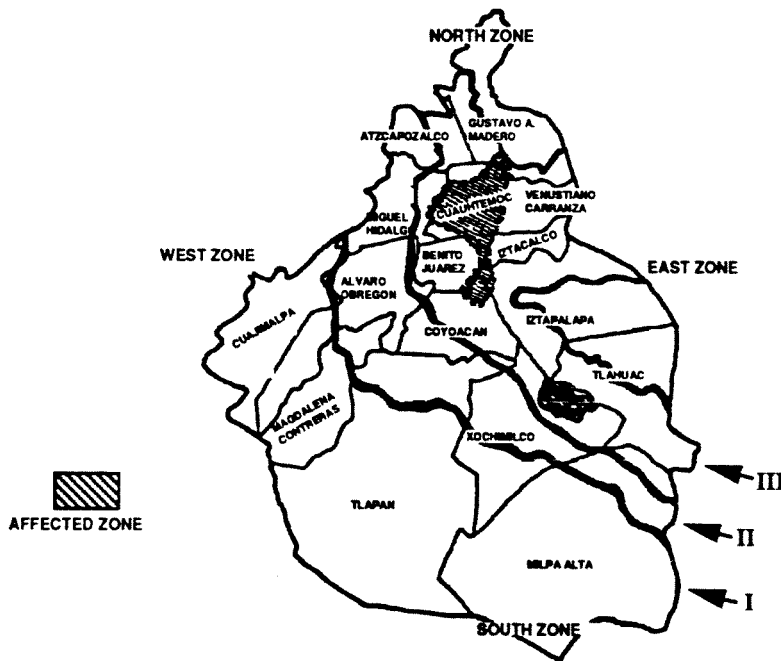 NORTH ZONE
GUSTAVO A.
MADERO
ATZCAPOZALCO
CUAUHTEMOC
VENUSTIANO
CARRANZA
MIGUEL
HIDALGO
IZTACALCO
WEST ZONE
BENITO
JUAREZ
EAST ZONE
ALVARO
OBREGON
CUAJIMALPA
COYOACAN
IZTAPALAPA
TLAHUAC
MAGDALENA
CONTRERAS
XOCHIMILCO
III
TLAPAN
AFFECTED ZONE
II
MILPA ALTA
I
SOUTH ZONE